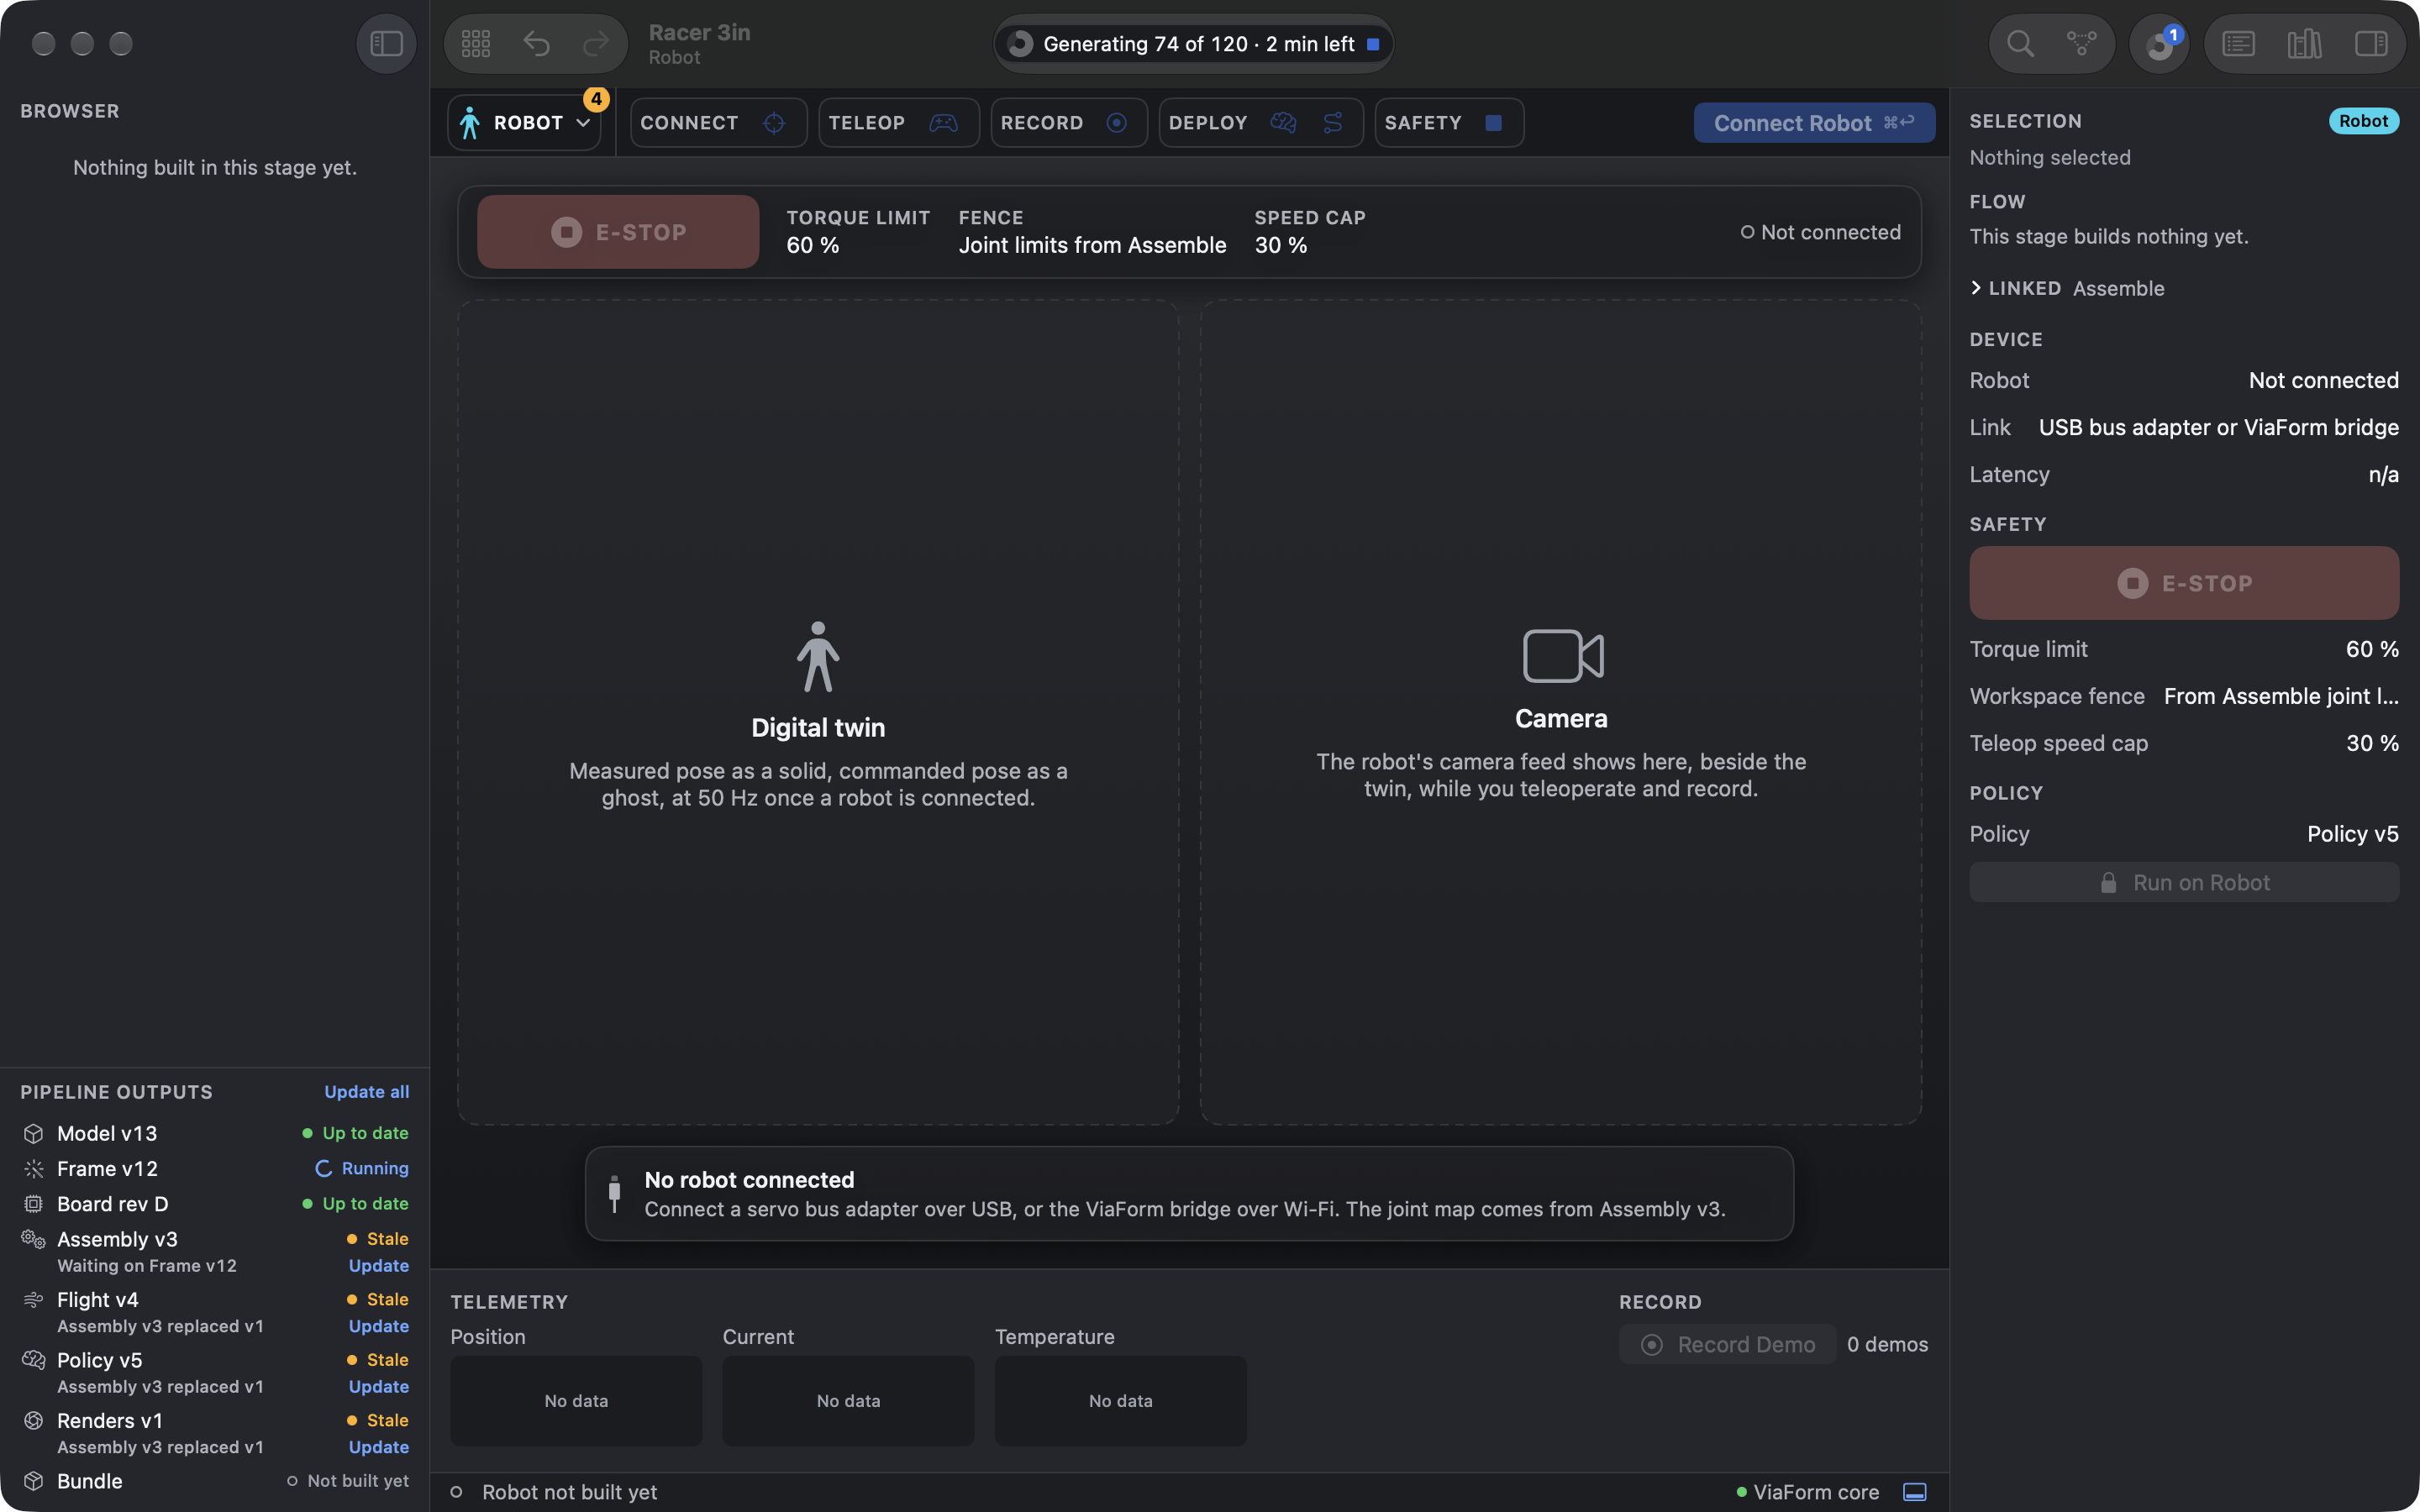 BROWSER
Nothing built in this stage yet.
PIPELINE OUTPUTS
Update all
Model v13
Up to date
Frame v12
Running
Board rev D
Up to date
Assembly v3
Stale
Waiting on Frame v12
Update
Flight v4
Stale
Assembly v3 replaced v1
Update
Policy v5
Stale
Assembly v3 replaced v1
Update
Renders v1
Stale
Assembly v3 replaced v1
Update
Bundle
Not built yet
Racer 3in
Robot
Generating 74 of 120 · 2 min left
1
ROBOT
4
CONNECT
TELEOP
RECORD
DEPLOY
SAFETY
Connect Robot ⌘↩
E-STOP
TORQUE LIMIT
60 %
FENCE
Joint limits from Assemble
SPEED CAP
30 %
Not connected
Digital twin
Measured pose as a solid, commanded pose as a
ghost, at 50 Hz once a robot is connected.
Camera
The robot's camera feed shows here, beside the
twin, while you teleoperate and record.
No robot connected
Connect a servo bus adapter over USB, or the ViaForm bridge over Wi-Fi. The joint map comes from Assembly v3.
TELEMETRY
Position
No data
Current
No data
Temperature
No data
RECORD
Record Demo
0 demos
Robot not built yet
ViaForm core
SELECTION
Robot
Nothing selected
FLOW
This stage builds nothing yet.
LINKED Assemble
DEVICE
Robot
Not connected
Link
USB bus adapter or ViaForm bridge
Latency
n/a
SAFETY
E-STOP
Torque limit
60 %
Workspace fence
From Assemble joint l...
Teleop speed cap
30 %
POLICY
Policy
Policy v5
Run on Robot